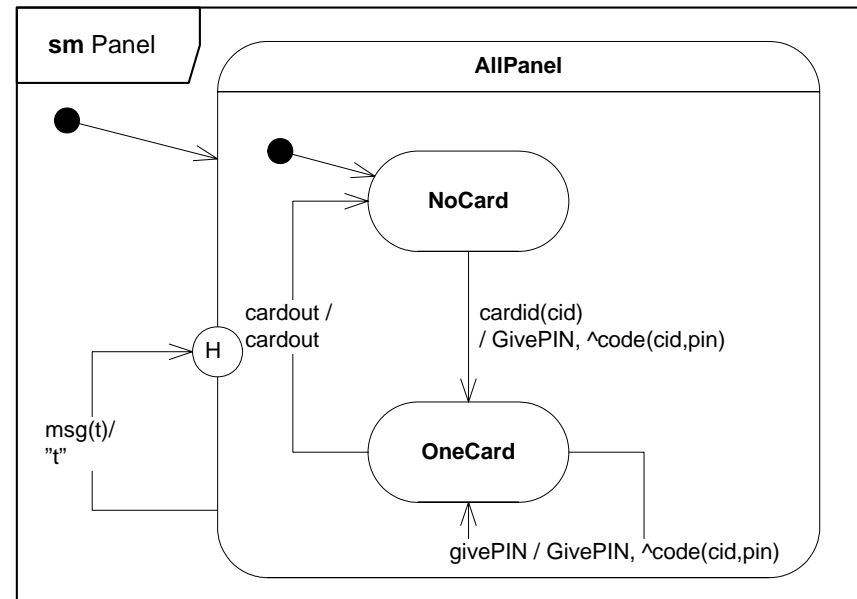 sm Panel
AllPanel
NoCard
cardout /
cardout
cardid(cid)
/ GivePIN, ^code(cid,pin)
H
msg(t)/
”t”
OneCard
givePIN / GivePIN, ^code(cid,pin)